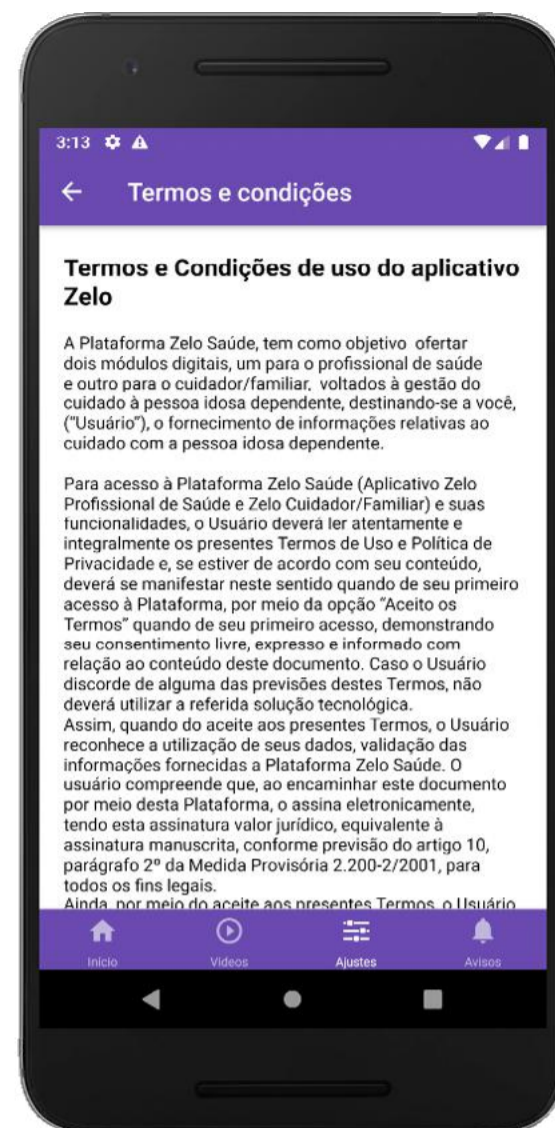 3:13
Termos e condições
Termos e Condições de uso do aplicativo
Zelo
A Plataforma Zelo Saúde, tem como objetivo  ofertar
dois módulos digitais, um para o profissional de saúde
e outro para o cuidador/familiar,  voltados à gestão do
cuidado à pessoa idosa dependente, destinando-se a você,
("Usuário"), o fornecimento de informações relativas ao
cuidado com a pessoa idosa dependente.
Para acesso à Plataforma Zelo Saúde (Aplicativo Zelo
Profissional de Saúde e Zelo Cuidador/Familiar) e suas
funcionalidades, o Usuário deverá ler atentamente e
integralmente os presentes Termos de Uso e Política de
Privacidade e, se estiver de acordo com seu conteúdo,
deverá se manifestar neste sentido quando de seu primeiro
acesso à Plataforma, por meio da opção “Aceito os
Termos” quando de seu primeiro acesso, demonstrando
seu consentimento livre, expresso e informado com
relação ao conteúdo deste documento. Caso o Usuário
discorde de alguma das previsões destes Termos, não
deverá utilizar a referida solução tecnológica.
Assim, quando do aceite aos presentes Termos, o Usuário
reconhece a utilização de seus dados, validação das
informações fornecidas a Plataforma Zelo Saúde. O
usuário compreende que, ao encaminhar este documento
por meio desta Plataforma, o assina eletronicamente,
tendo esta assinatura valor jurídico, equivalente à
assinatura manuscrita, conforme previsão do artigo 10,
parágrafo 2º da Medida Provisória 2.200-2/2001, para
todos os fins legais.
Ainda, por meio do aceite aos presentes Termos, o Usuário
Início
Videos
Ajustes
Avisos